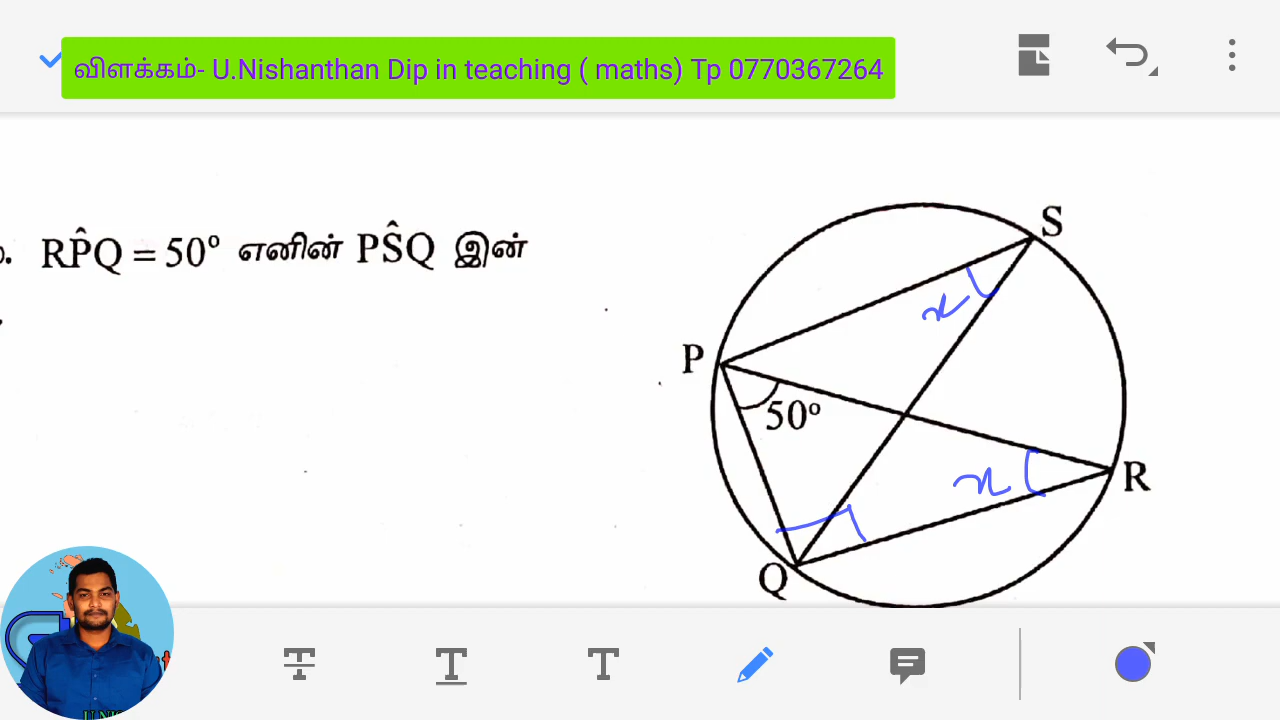 விளக்கம்- U.Nishanthan Dip in teaching ( maths) Tp 0770367264
RP̂Q = 50° எனின் PŜQ இன்
S
x
P
50°
x
R
Q